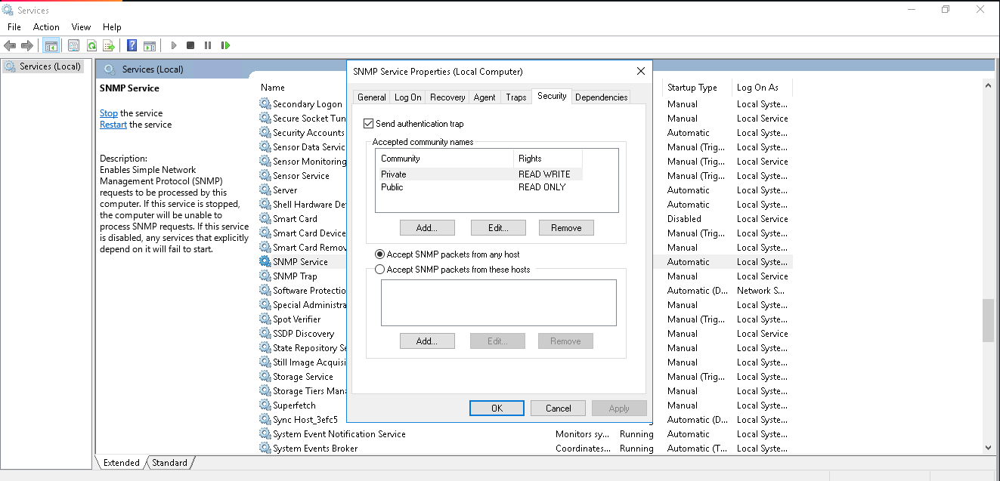 Services
File Action View Help
Services (Local)
Services (Local)
SNMP Service
Stop the service
Restart the service
Description:
Enables Simple Network
Management Protocol (SNMP)
requests to be processed by this
computer. If this service is stopped,
the computer will be unable to
process SNMP requests. If this service
is disabled, any services that explicitly
depend on it will fail to start.
Name Startup Type Log On As
Secondary Logon Manual Local Syste...
Secure Socket Tun Manual Local Service
Security Accounts Automatic Local Syste...
Sensor Data Servic Manual (Trig... Local Syste...
Sensor Monitoring Manual (Trig... Local Service
Sensor Service Manual (Trig... Local Syste...
Server Automatic Local Syste...
Shell Hardware De Automatic Local Syste...
Smart Card Disabled Local Service
Smart Card Device Manual (Trig... Local Syste...
Smart Card Remov Manual Local Syste...
SNMP Service Automatic Local Syste...
SNMP Trap Manual Local Service
Software Protectio Automatic (D... Network S...
Special Administra Manual Local Syste...
Spot Verifier Manual (Trig... Local Syste...
SSDP Discovery Manual Local Service
State Repository Se Manual Local Syste...
Still Image Acquisi Manual Local Syste...
Storage Service Manual (Trig... Local Syste...
Storage Tiers Man Manual Local Syste...
Superfetch Manual Local Syste...
Sync Host_3efc5 Automatic (D... Local Syste...
System Event Notification Service Monitors sy... Running Automatic Local Syste...
System Events Broker Coordinates... Running Automatic (T... Local Syste...
Extended Standard
SNMP Service Properties (Local Computer)
General Log On Recovery Agent Traps Security Dependencies
Send authentication trap
Accepted community names
Community Rights
Private READ WRITE
Public READ ONLY
Add... Edit... Remove
Accept SNMP packets from any host
Accept SNMP packets from these hosts
Add... Edit... Remove
OK Cancel Apply